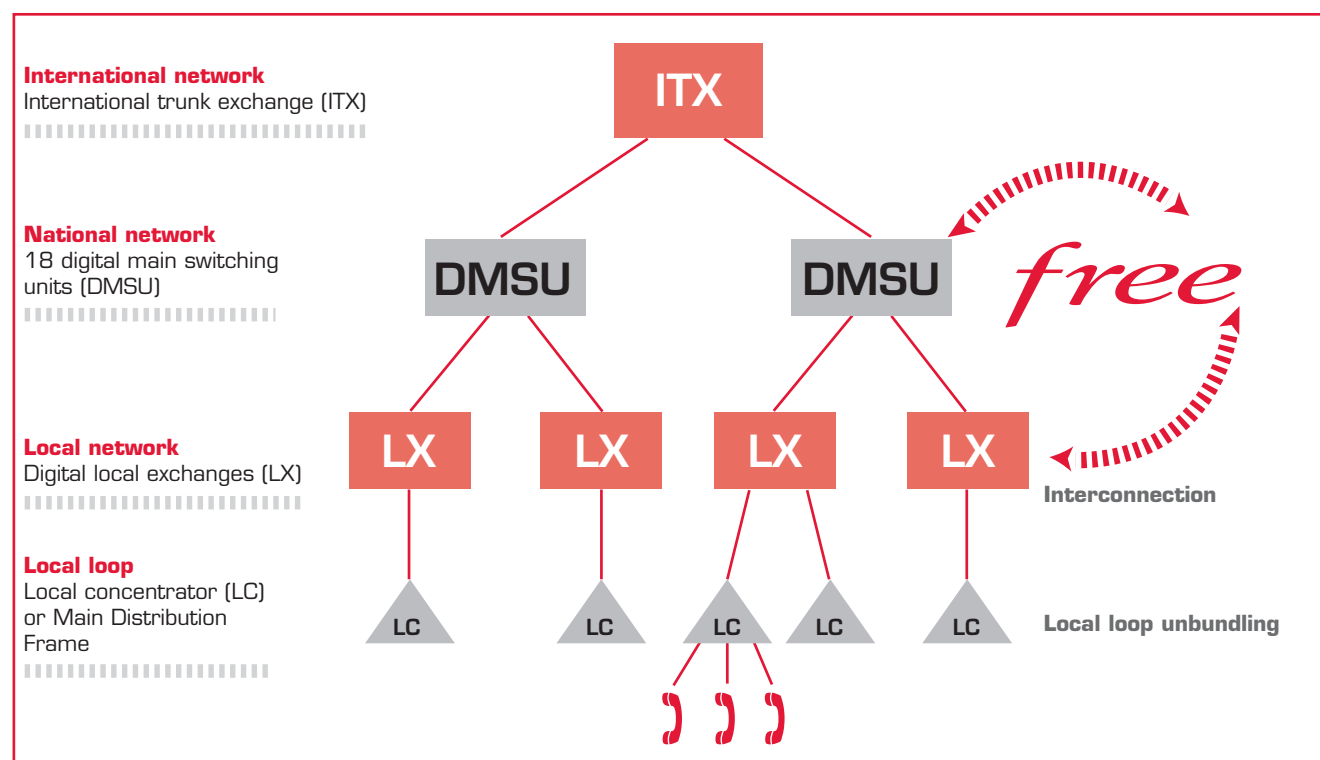 International network
International trunk exchange (ITX)
ITX
National network
18 digital main switching
units (DMSU)
DMSU
DMSU
free
Local network
Digital local exchanges (LX)
LX
LX
LX
LX
Interconnection
Local loop
Local concentrator (LC)
or Main Distribution
Frame
LC
LC
LC
LC
LC
Local loop unbundling